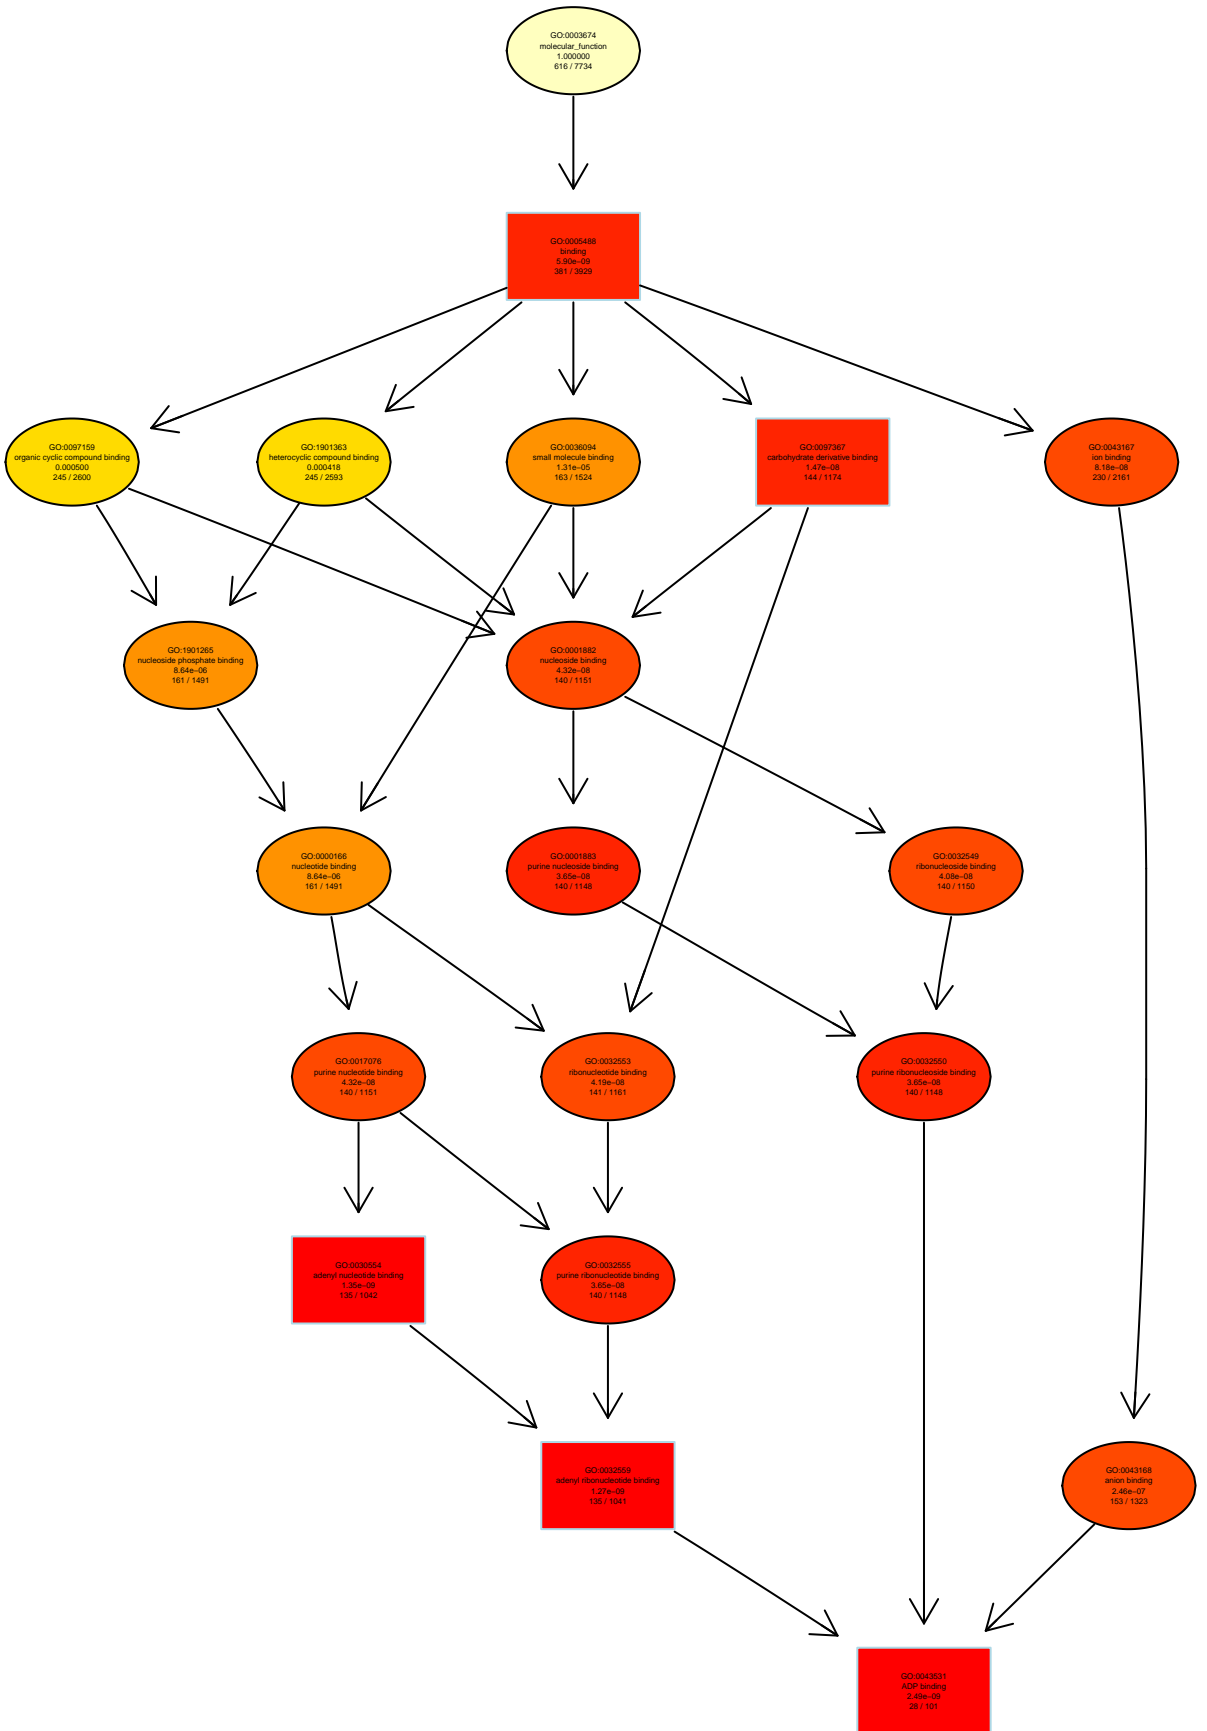 GO:0003674
molecular_function
1.000000
616 / 7734
GO:0005488
binding
5.90e−09
381 / 3929
GO:0097159
organic cyclic compound binding
0.000500
245 / 2600
GO:1901363
heterocyclic compound binding
0.000418
245 / 2593
GO:0036094
small molecule binding
1.31e−05
163 / 1524
GO:0097367
carbohydrate derivative binding
1.47e−08
144 / 1174
GO:0043167
ion binding
8.18e−08
230 / 2161
GO:1901265
nucleoside phosphate binding
8.64e−06
161 / 1491
GO:0001882
nucleoside binding
4.32e−08
140 / 1151
GO:0000166
nucleotide binding
8.64e−06
161 / 1491
GO:0001883
purine nucleoside binding
3.65e−08
140 / 1148
GO:0032549
ribonucleoside binding
4.08e−08
140 / 1150
GO:0017076
purine nucleotide binding
4.32e−08
140 / 1151
GO:0032553
ribonucleotide binding
4.19e−08
141 / 1161
GO:0032550
purine ribonucleoside binding
3.65e−08
140 / 1148
GO:0030554
adenyl nucleotide binding
1.35e−09
135 / 1042
GO:0032555
purine ribonucleotide binding
3.65e−08
140 / 1148
GO:0032559
adenyl ribonucleotide binding
1.27e−09
135 / 1041
GO:0043168
anion binding
2.46e−07
153 / 1323
GO:0043531
ADP binding
2.49e−09
28 / 101